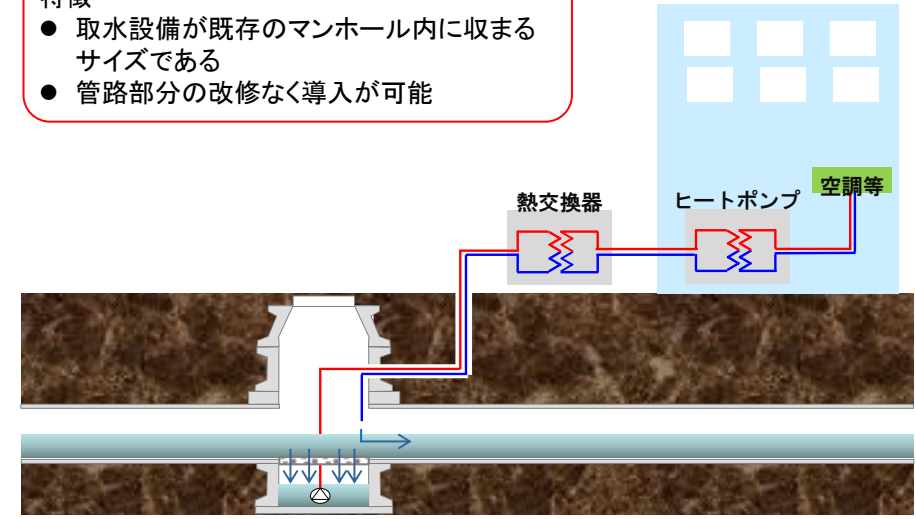 特徴
● 取水設備が既存のマンホール内に収まる
サイズである
● 管路部分の改修なく導入が可能
空調等
熱交換器
ヒートポンプ